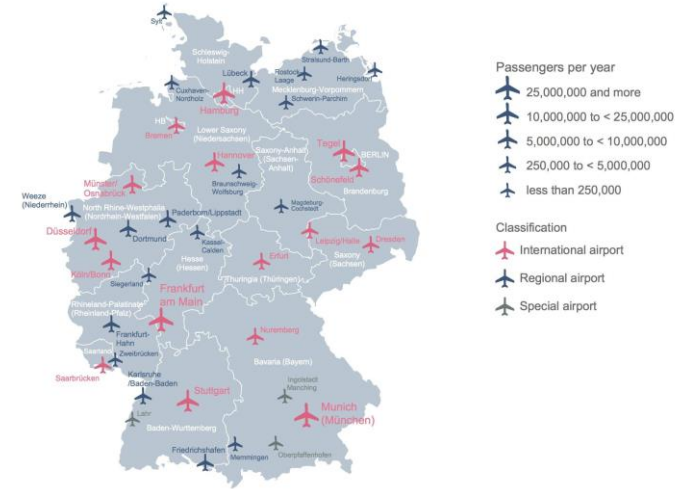 Sylt
Schleswig-
Holstein
Stralsund-Barth
Lübeck
Rostock-
Laage
Heringsdorf
Cuxhaven-
Nordholz
HH
Hamburg
Mecklenburg-Vorpommern
Schwerin-Parchim
HB
Bremen
Lower Saxony
(Niedersachsen)
Hannover
Saxony-Anhalt
(Sachsen-
Anhalt)
Tegel
BERLIN
Schönefeld
Brandenburg
Münster/
Osnabrück
Braunschweig-
Wolfsburg
Weeze
(Niederrhein)
North Rhine-Westphalia
(Nordrhein-Westfalen)
Paderborn/Lippstadt
Magdeburg-
Cochstedt
Düsseldorf
Dortmund
Kassel-
Calden
Leipzig/Halle
Dresden
Köln/Bonn
Hesse
(Hessen)
Erfurt
Saxony
(Sachsen)
Siegerland
Thuringia (Thüringen)
Rhineland-Palatinate
(Rheinland-Pfalz)
Frankfurt
am Main
Frankfurt-
Hahn
Nuremberg
Saarland
Zweibrücken
Bavaria (Bayern)
Saarbrücken
Karlsruhe
/Baden-Baden
Stuttgart
Ingolstadt
Manching
Lahr
Munich
(München)
Baden-Wurttemberg
Friedrichshafen
Memmingen
Oberpfaffenhofen
Passengers per year
25,000,000 and more
10,000,000 to < 25,000,000
5,000,000 to < 10,000,000
250,000 to < 5,000,000
less than 250,000
Classification
International airport
Regional airport
Special airport